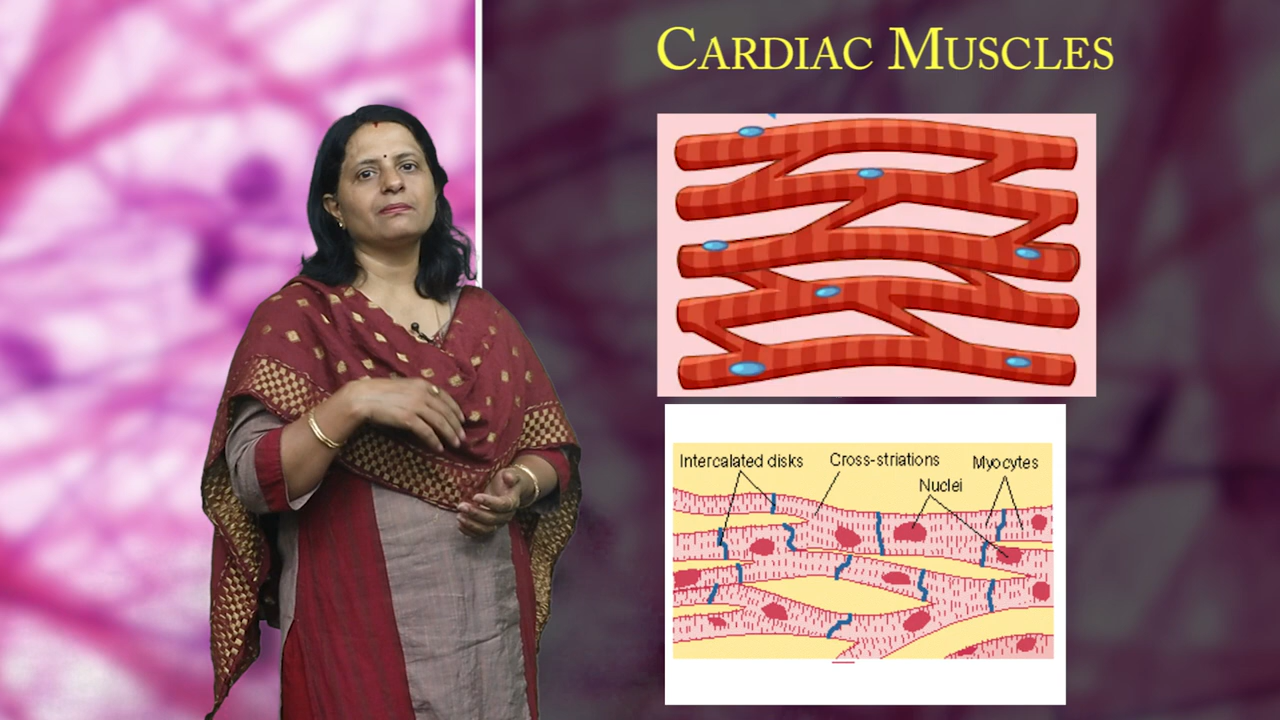 CARDIAC MUSCLES
Intercalated disks
Cross-striations
Myocytes
Nuclei